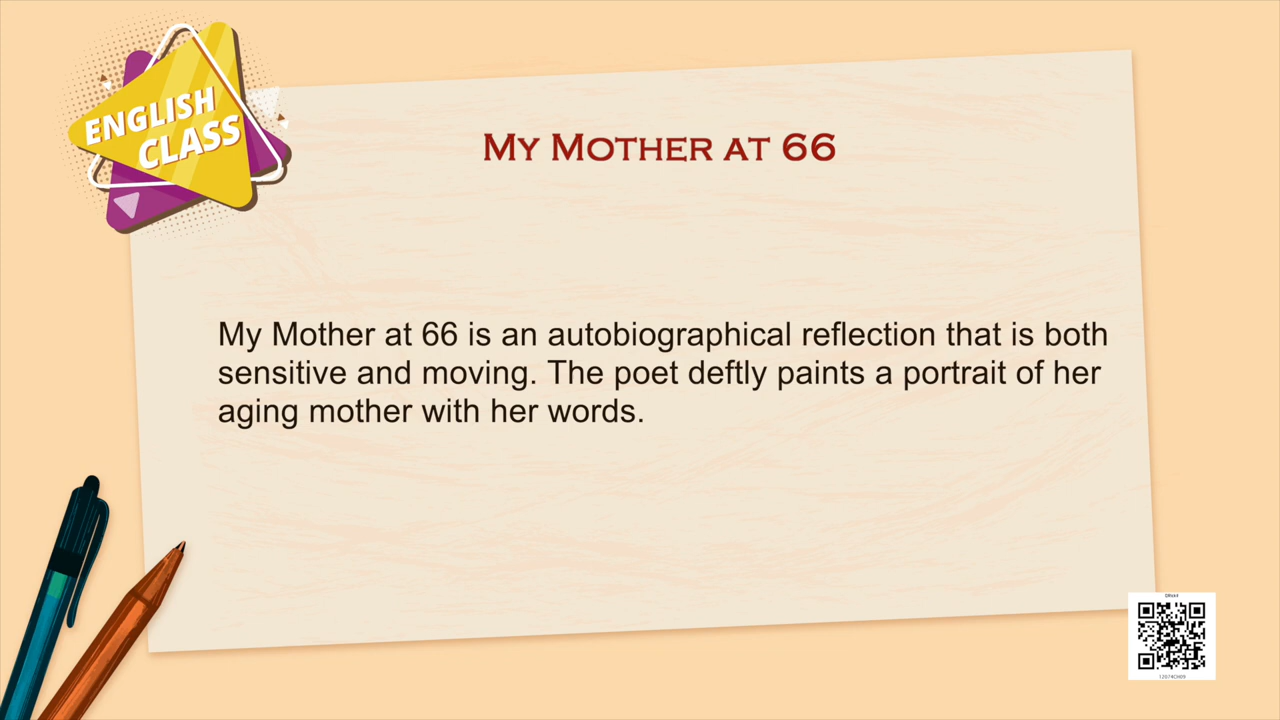 ENGLISH
CLASS
MY MOTHER AT 66
My Mother at 66 is an autobiographical reflection that is both
sensitive and moving. The poet deftly paints a portrait of her
aging mother with her words.
12074CH09